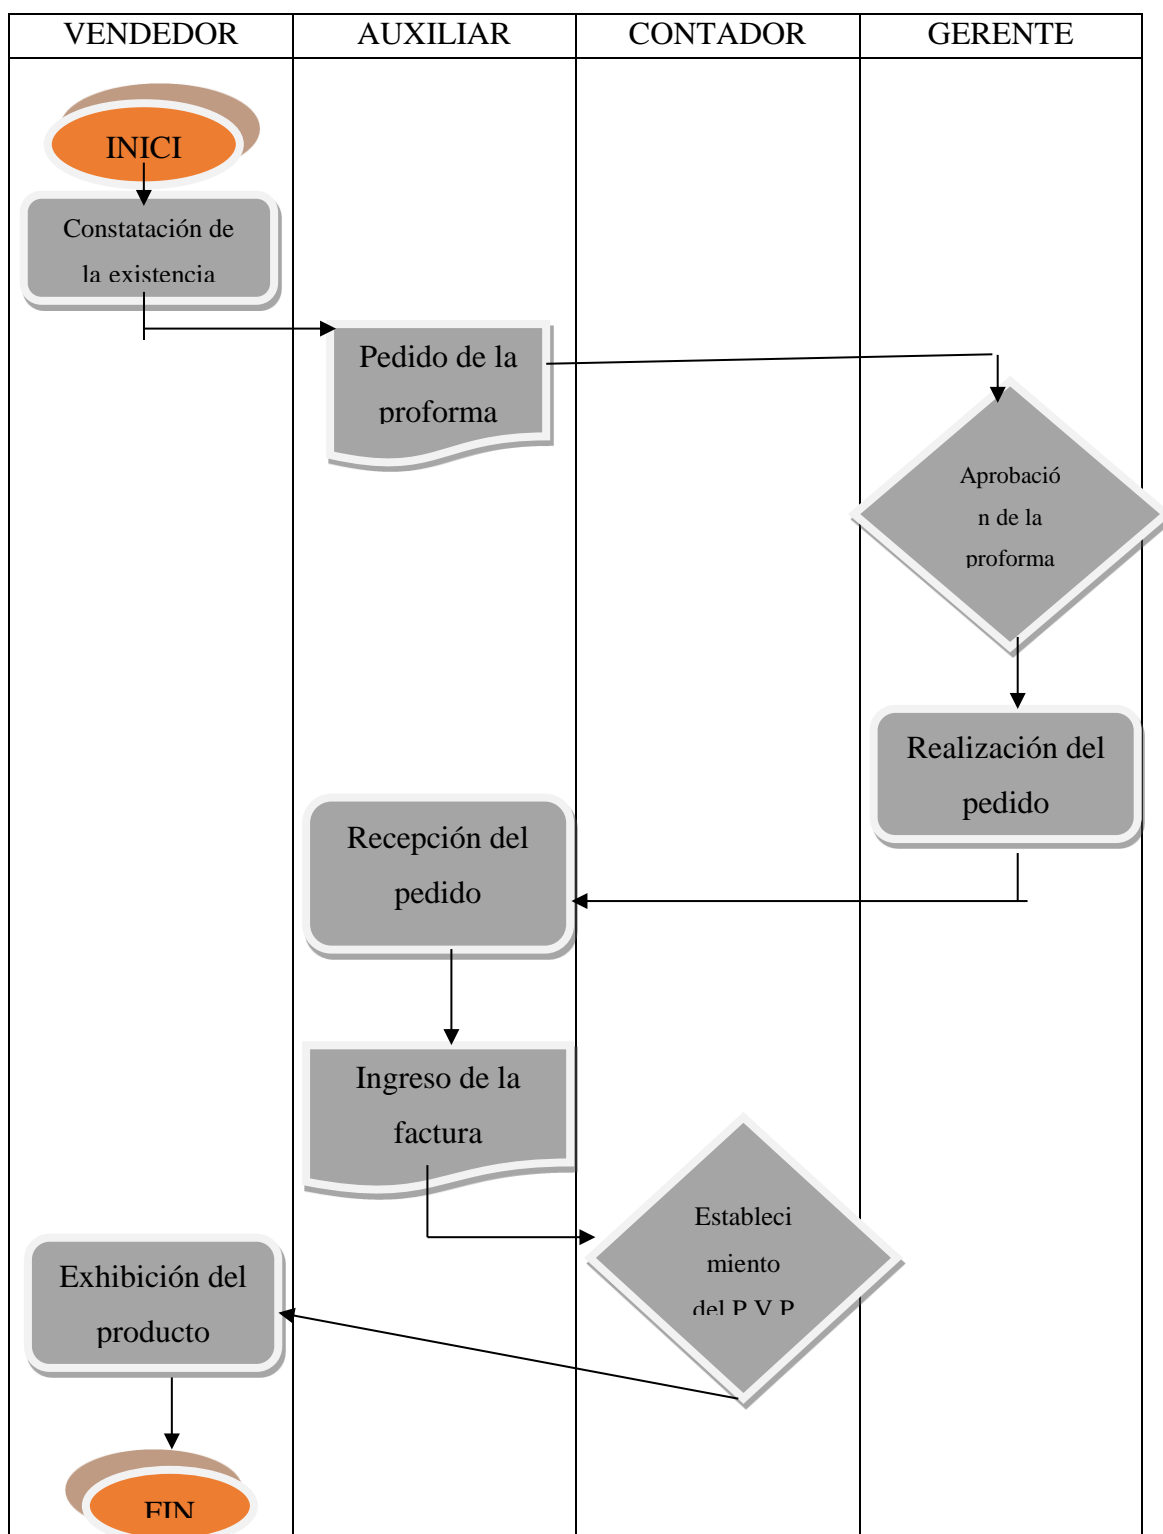 VENDEDOR AUXILIAR CONTADOR GERENTE
INICI
Constatación de
la existencia
Pedido de la
proforma
Aprobació
n de la
proforma
Realización del
pedido
Recepción del
pedido
Ingreso de la
factura
Estableci
miento
del P V P
Exhibición del
producto
FIN